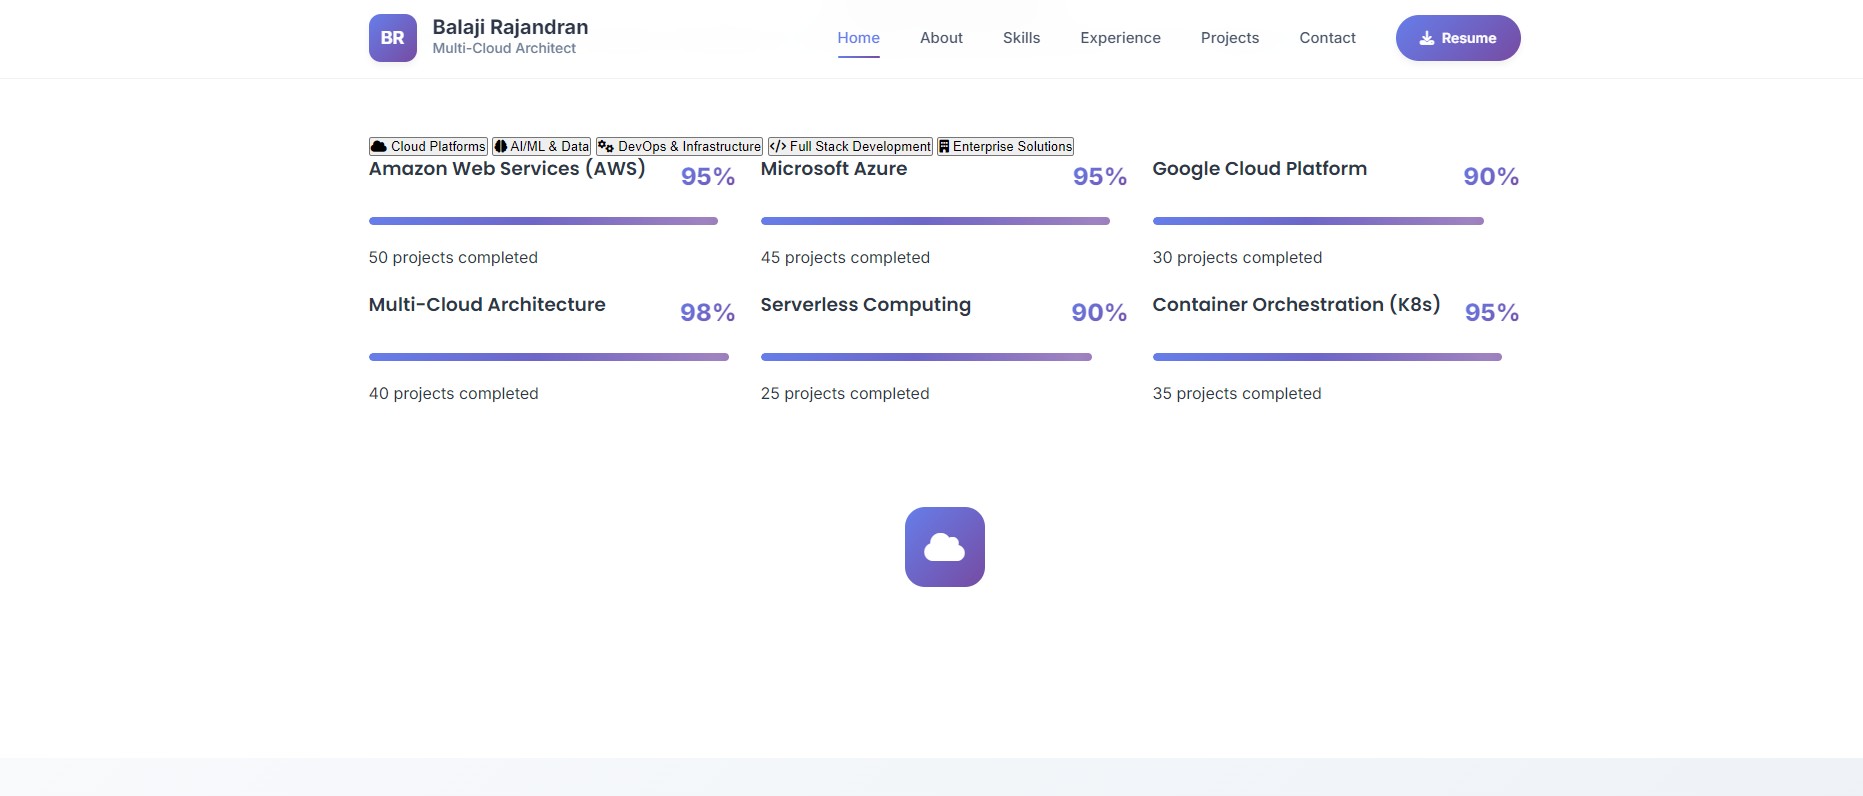 BR
Balaji Rajandran
Multi-Cloud Architect
Home About Skills Experience Projects Contact Resume
Cloud Platforms AI/ML & Data DevOps & Infrastructure Full Stack Development Enterprise Solutions
Amazon Web Services (AWS) 95% Microsoft Azure 95% Google Cloud Platform 90%
50 projects completed 45 projects completed 30 projects completed
Multi-Cloud Architecture 98% Serverless Computing 90% Container Orchestration (K8s) 95%
40 projects completed 25 projects completed 35 projects completed